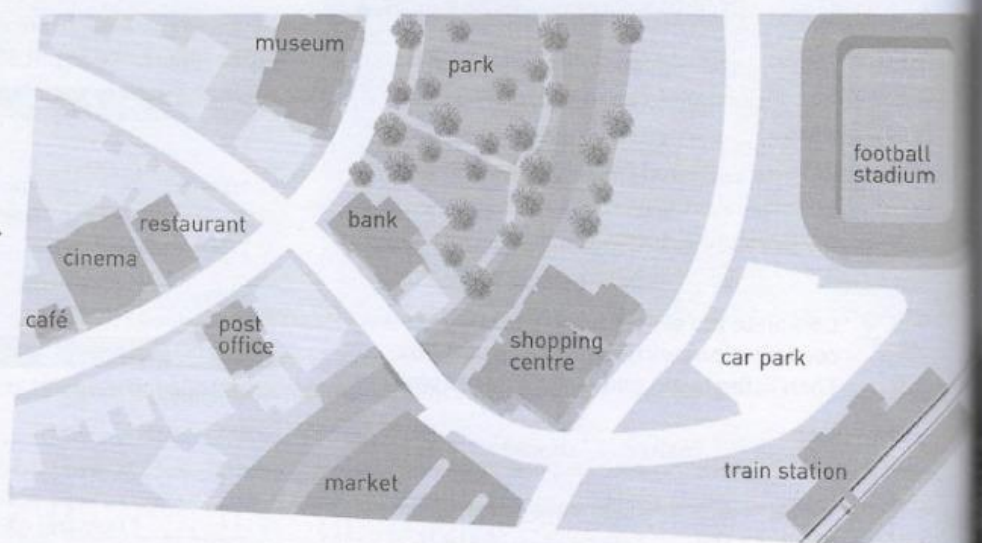 museum
park
football
stadium
restaurant
bank
cinema
café
post
office
shopping
centre
car park
market
train station